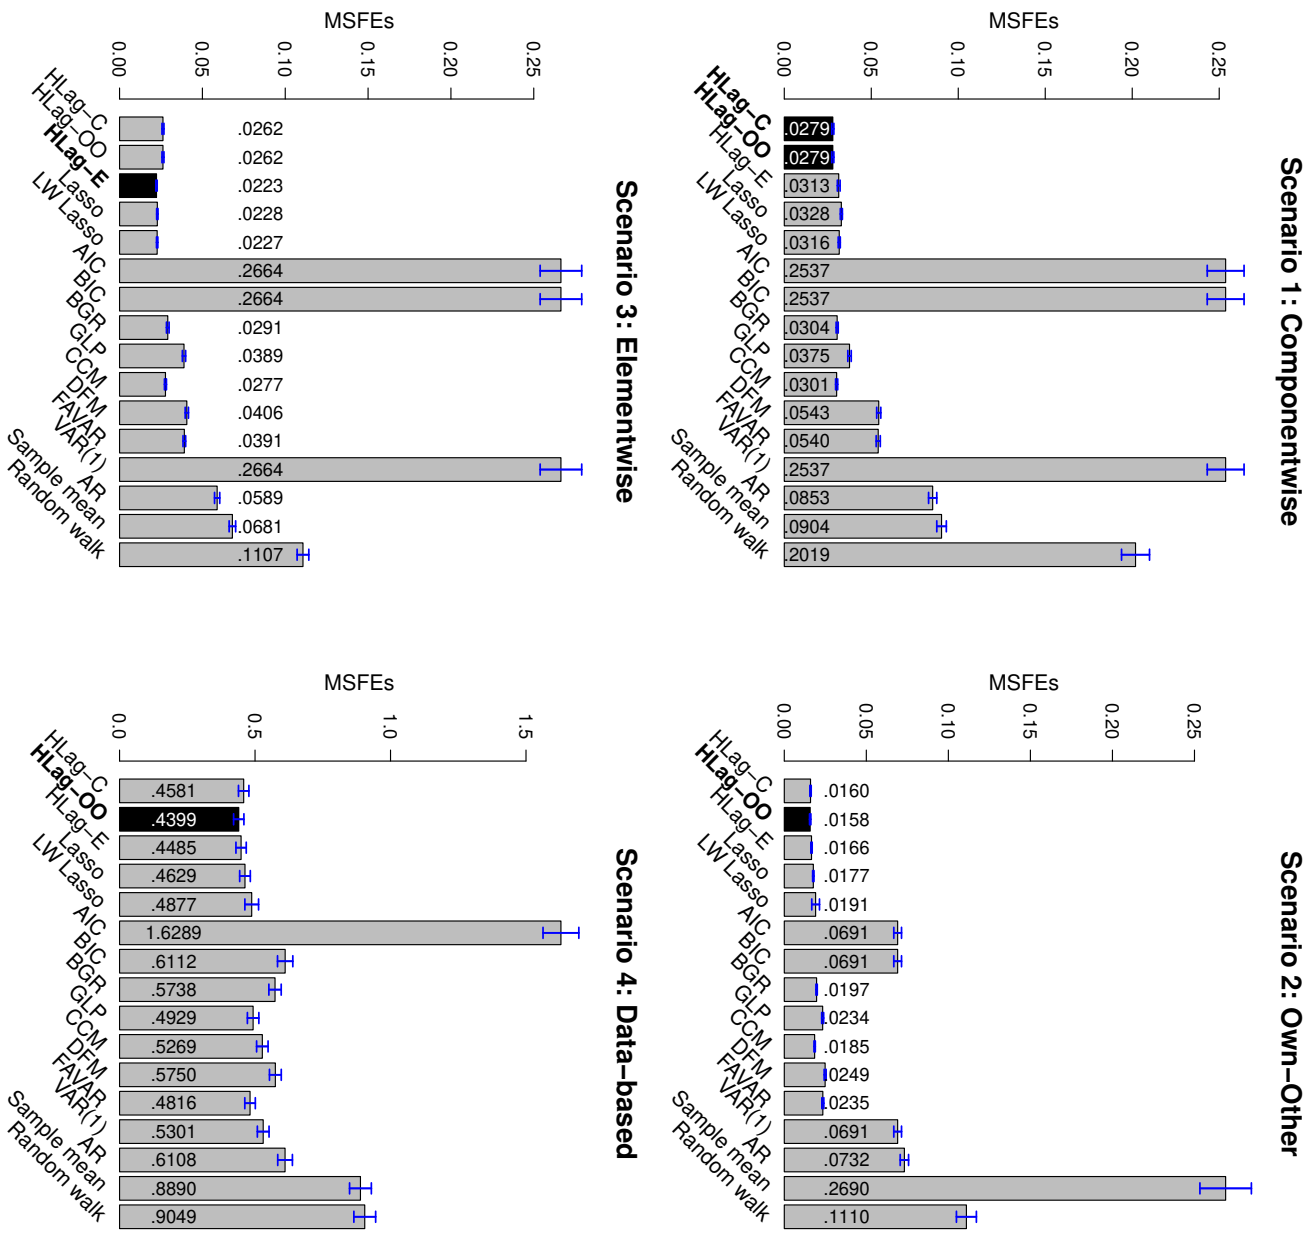 Scenario 1: Componentwise
MSFEs
0.25
0.20
0.15
0.10
0.05
0.00
.0279
.0279
.0313
.0328
.0316
.2537
.2537
.0304
.0375
.0301
.0543
.0540
.2537
.0853
.0904
.2019
HLag−C
HLag−OO
HLag−E
Lasso
LW Lasso
AIC
BIC
BGR
GLP
CCM
DFM
FAVAR
VAR(1)
AR
Sample mean
Random walk
Scenario 2: Own−Other
MSFEs
0.25
0.20
0.15
0.10
0.05
0.00
.0160
.0158
.0166
.0177
.0191
.0691
.0691
.0197
.0234
.0185
.0249
.0235
.0691
.0732
.2690
.1110
HLag−C
HLag−OO
HLag−E
Lasso
LW Lasso
AIC
BIC
BGR
GLP
CCM
DFM
FAVAR
VAR(1)
AR
Sample mean
Random walk
Scenario 3: Elementwise
MSFEs
0.25
0.20
0.15
0.10
0.05
0.00
.0262
.0262
.0223
.0228
.0227
.2664
.2664
.0291
.0389
.0277
.0406
.0391
.2664
.0589
.0681
.1107
HLag−C
HLag−OO
HLag−E
Lasso
LW Lasso
AIC
BIC
BGR
GLP
CCM
DFM
FAVAR
VAR(1)
AR
Sample mean
Random walk
Scenario 4: Data−based
MSFEs
1.5
1.0
0.5
0.0
.4581
.4399
.4485
.4629
.4877
1.6289
.6112
.5738
.4929
.5269
.5750
.4816
.5301
.6108
.8890
.9049
HLag−C
HLag−OO
HLag−E
Lasso
LW Lasso
AIC
BIC
BGR
GLP
CCM
DFM
FAVAR
VAR(1)
AR
Sample mean
Random walk